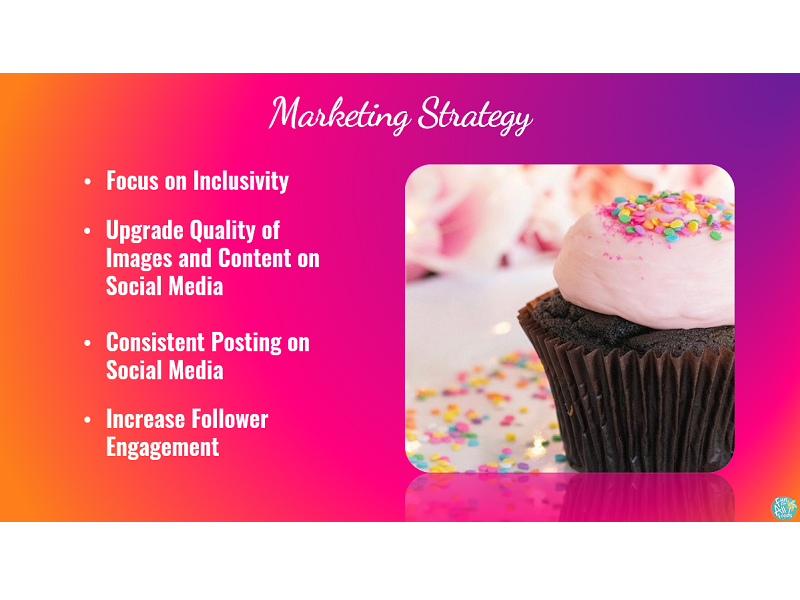 Marketing Strategy
• Focus on Inclusivity
• Upgrade Quality of
Images and Content on
Social Media
• Consistent Posting on
Social Media
• Increase Follower
Engagement